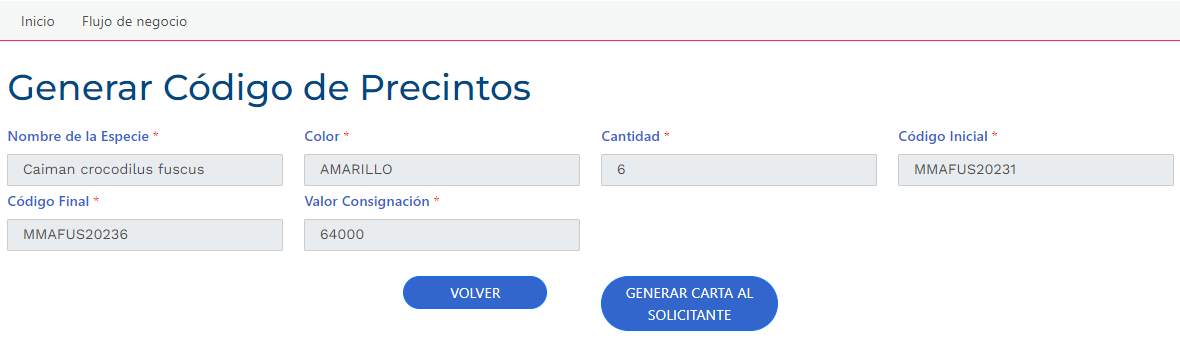 Inicio Flujo de negocio
Generar Código de Precintos
Nombre de la Especie * Color * Cantidad * Código Inicial *
Caiman crocodilus fuscus AMARILLO 6 MMAFUS20231
Código Final * Valor Consignación *
MMAFUS20236 64000
VOLVER GENERAR CARTA AL
SOLICITANTE